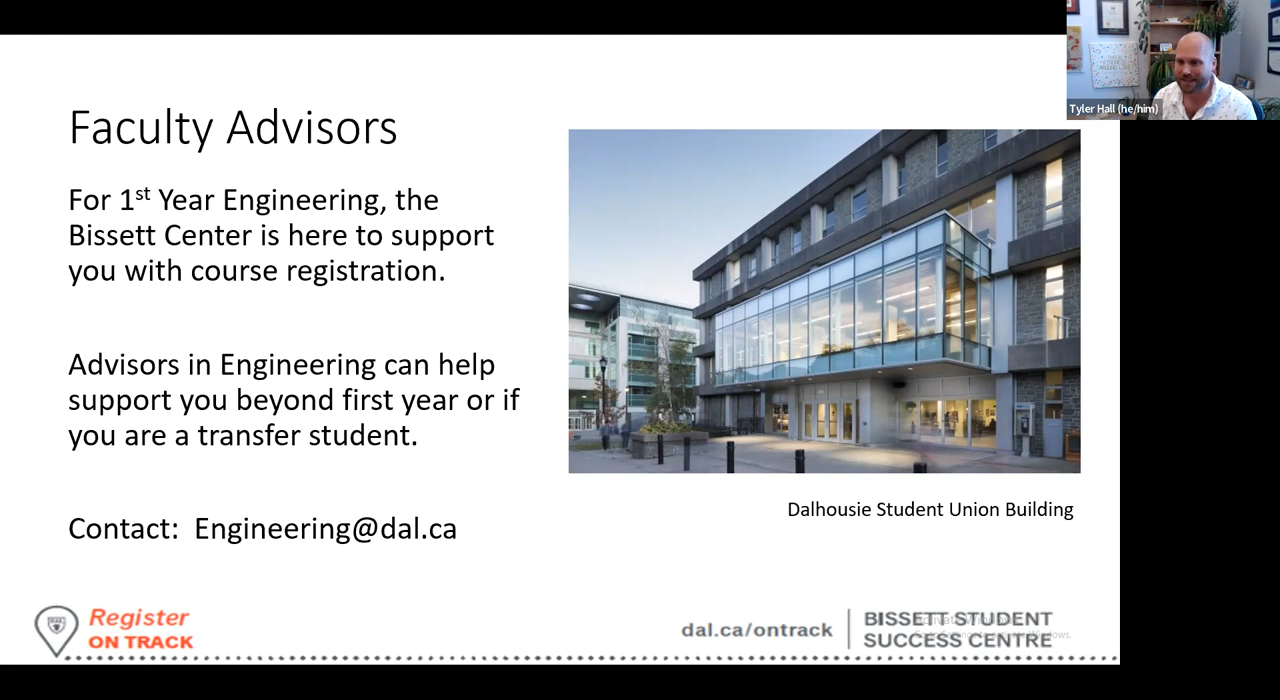 Faculty Advisors
For 1st Year Engineering, the
Bissett Center is here to support
you with course registration.
Advisors in Engineering can help
support you beyond first year or if
you are a transfer student.
Contact: Engineering@dal.ca
Tyler Hall (he/him)
Dalhousie Student Union Building
Register
ON TRACK
dal.ca/ontrack
BISSETT STUDENT
SUCCESS CENTRE